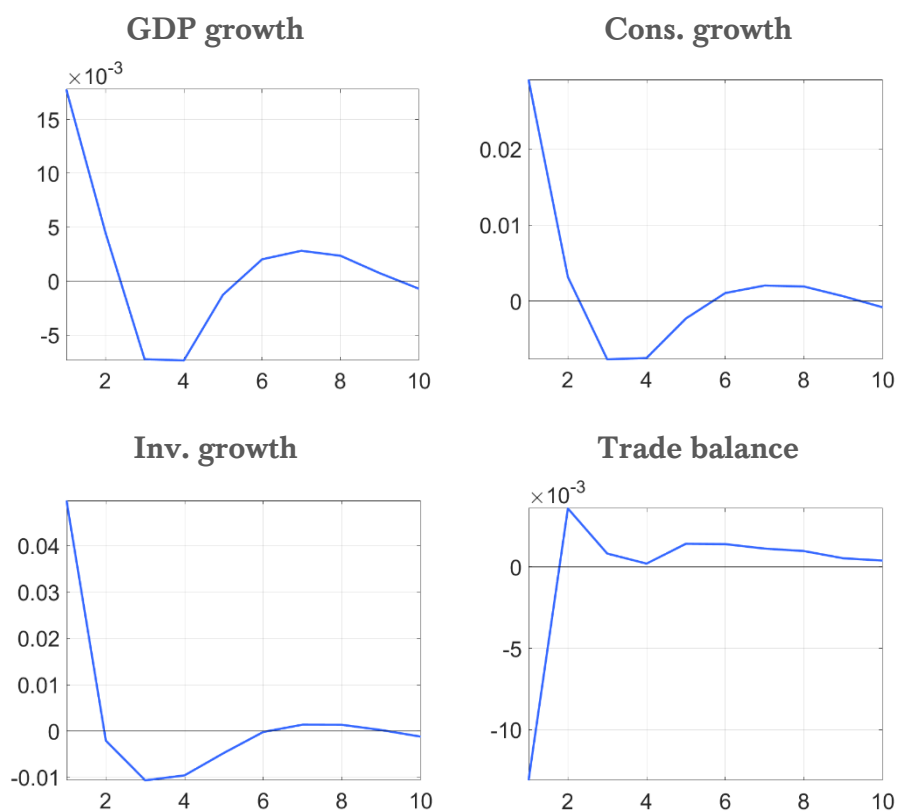 GDP growth
×10-3
15
10
5
0
-5
2 4 6 8 10
Cons. growth
0.02
0.01
0
2 4 6 8 10
Inv. growth
0.04
0.03
0.02
0.01
0
-0.01
2 4 6 8 10
Trade balance
×10-3
0
-5
-10
2 4 6 8 10